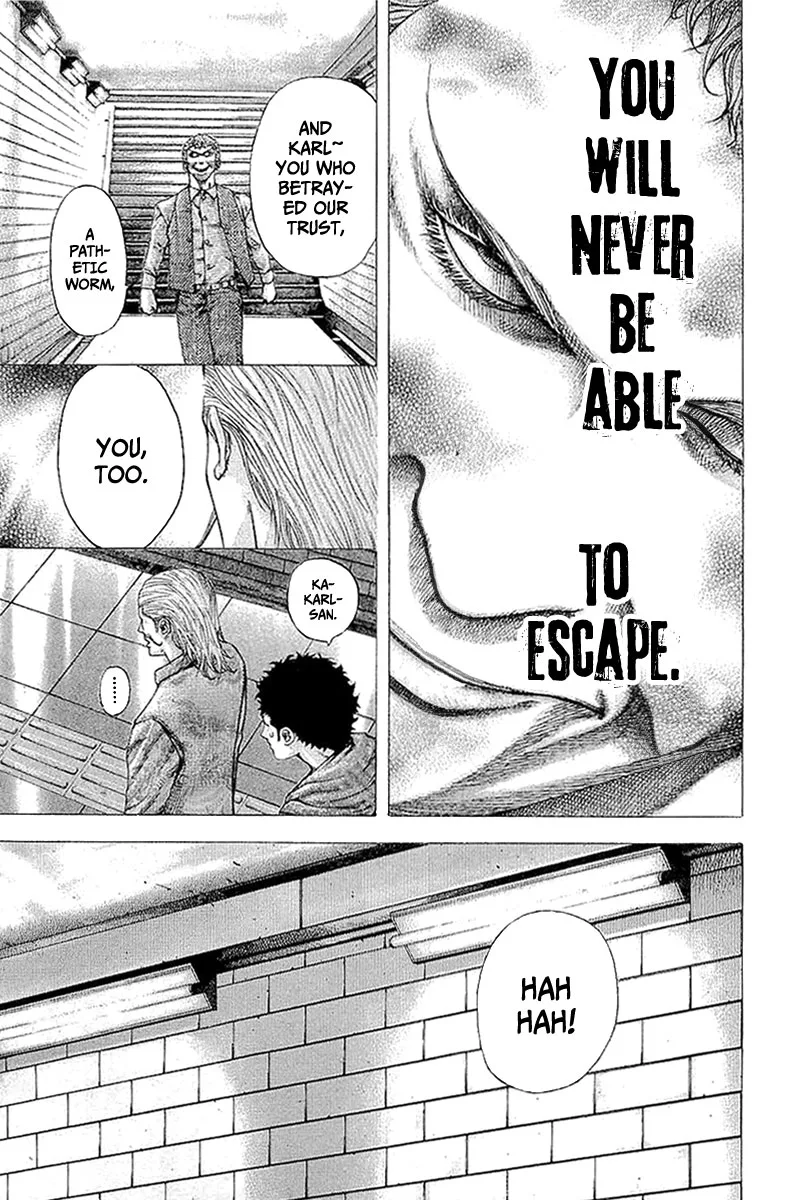 YOU
WILL
NEVER
BE
ABLE
TO
ESCAPE.
AND
KARL~
YOU WHO
BETRAY-
ED OUR
TRUST,
A
PATH-
ETIC
WORM,
YOU,
TOO.
KA-
KARL-
SAN.
......
HAH
HAH!